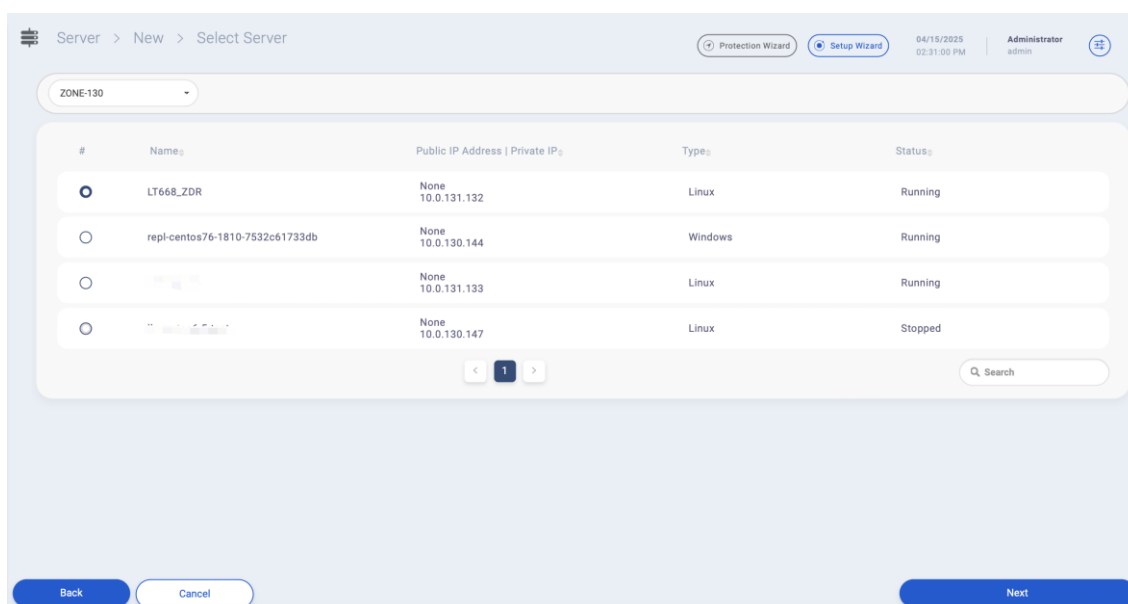 Server > New > Select Server
Protection Wizard
Setup Wizard
04/15/2025
02:31:00 PM
Administrator
admin
ZONE-130
# Name Public IP Address | Private IP Type Status
LT668_ZDR None Linux Running
10.0.131.132
repl-centos76-1810-7532c61733db None Windows Running
10.0.130.144
None Linux Running
10.0.131.133
None Linux Stopped
10.0.130.147
< 1 >
Search
Back
Cancel
Next